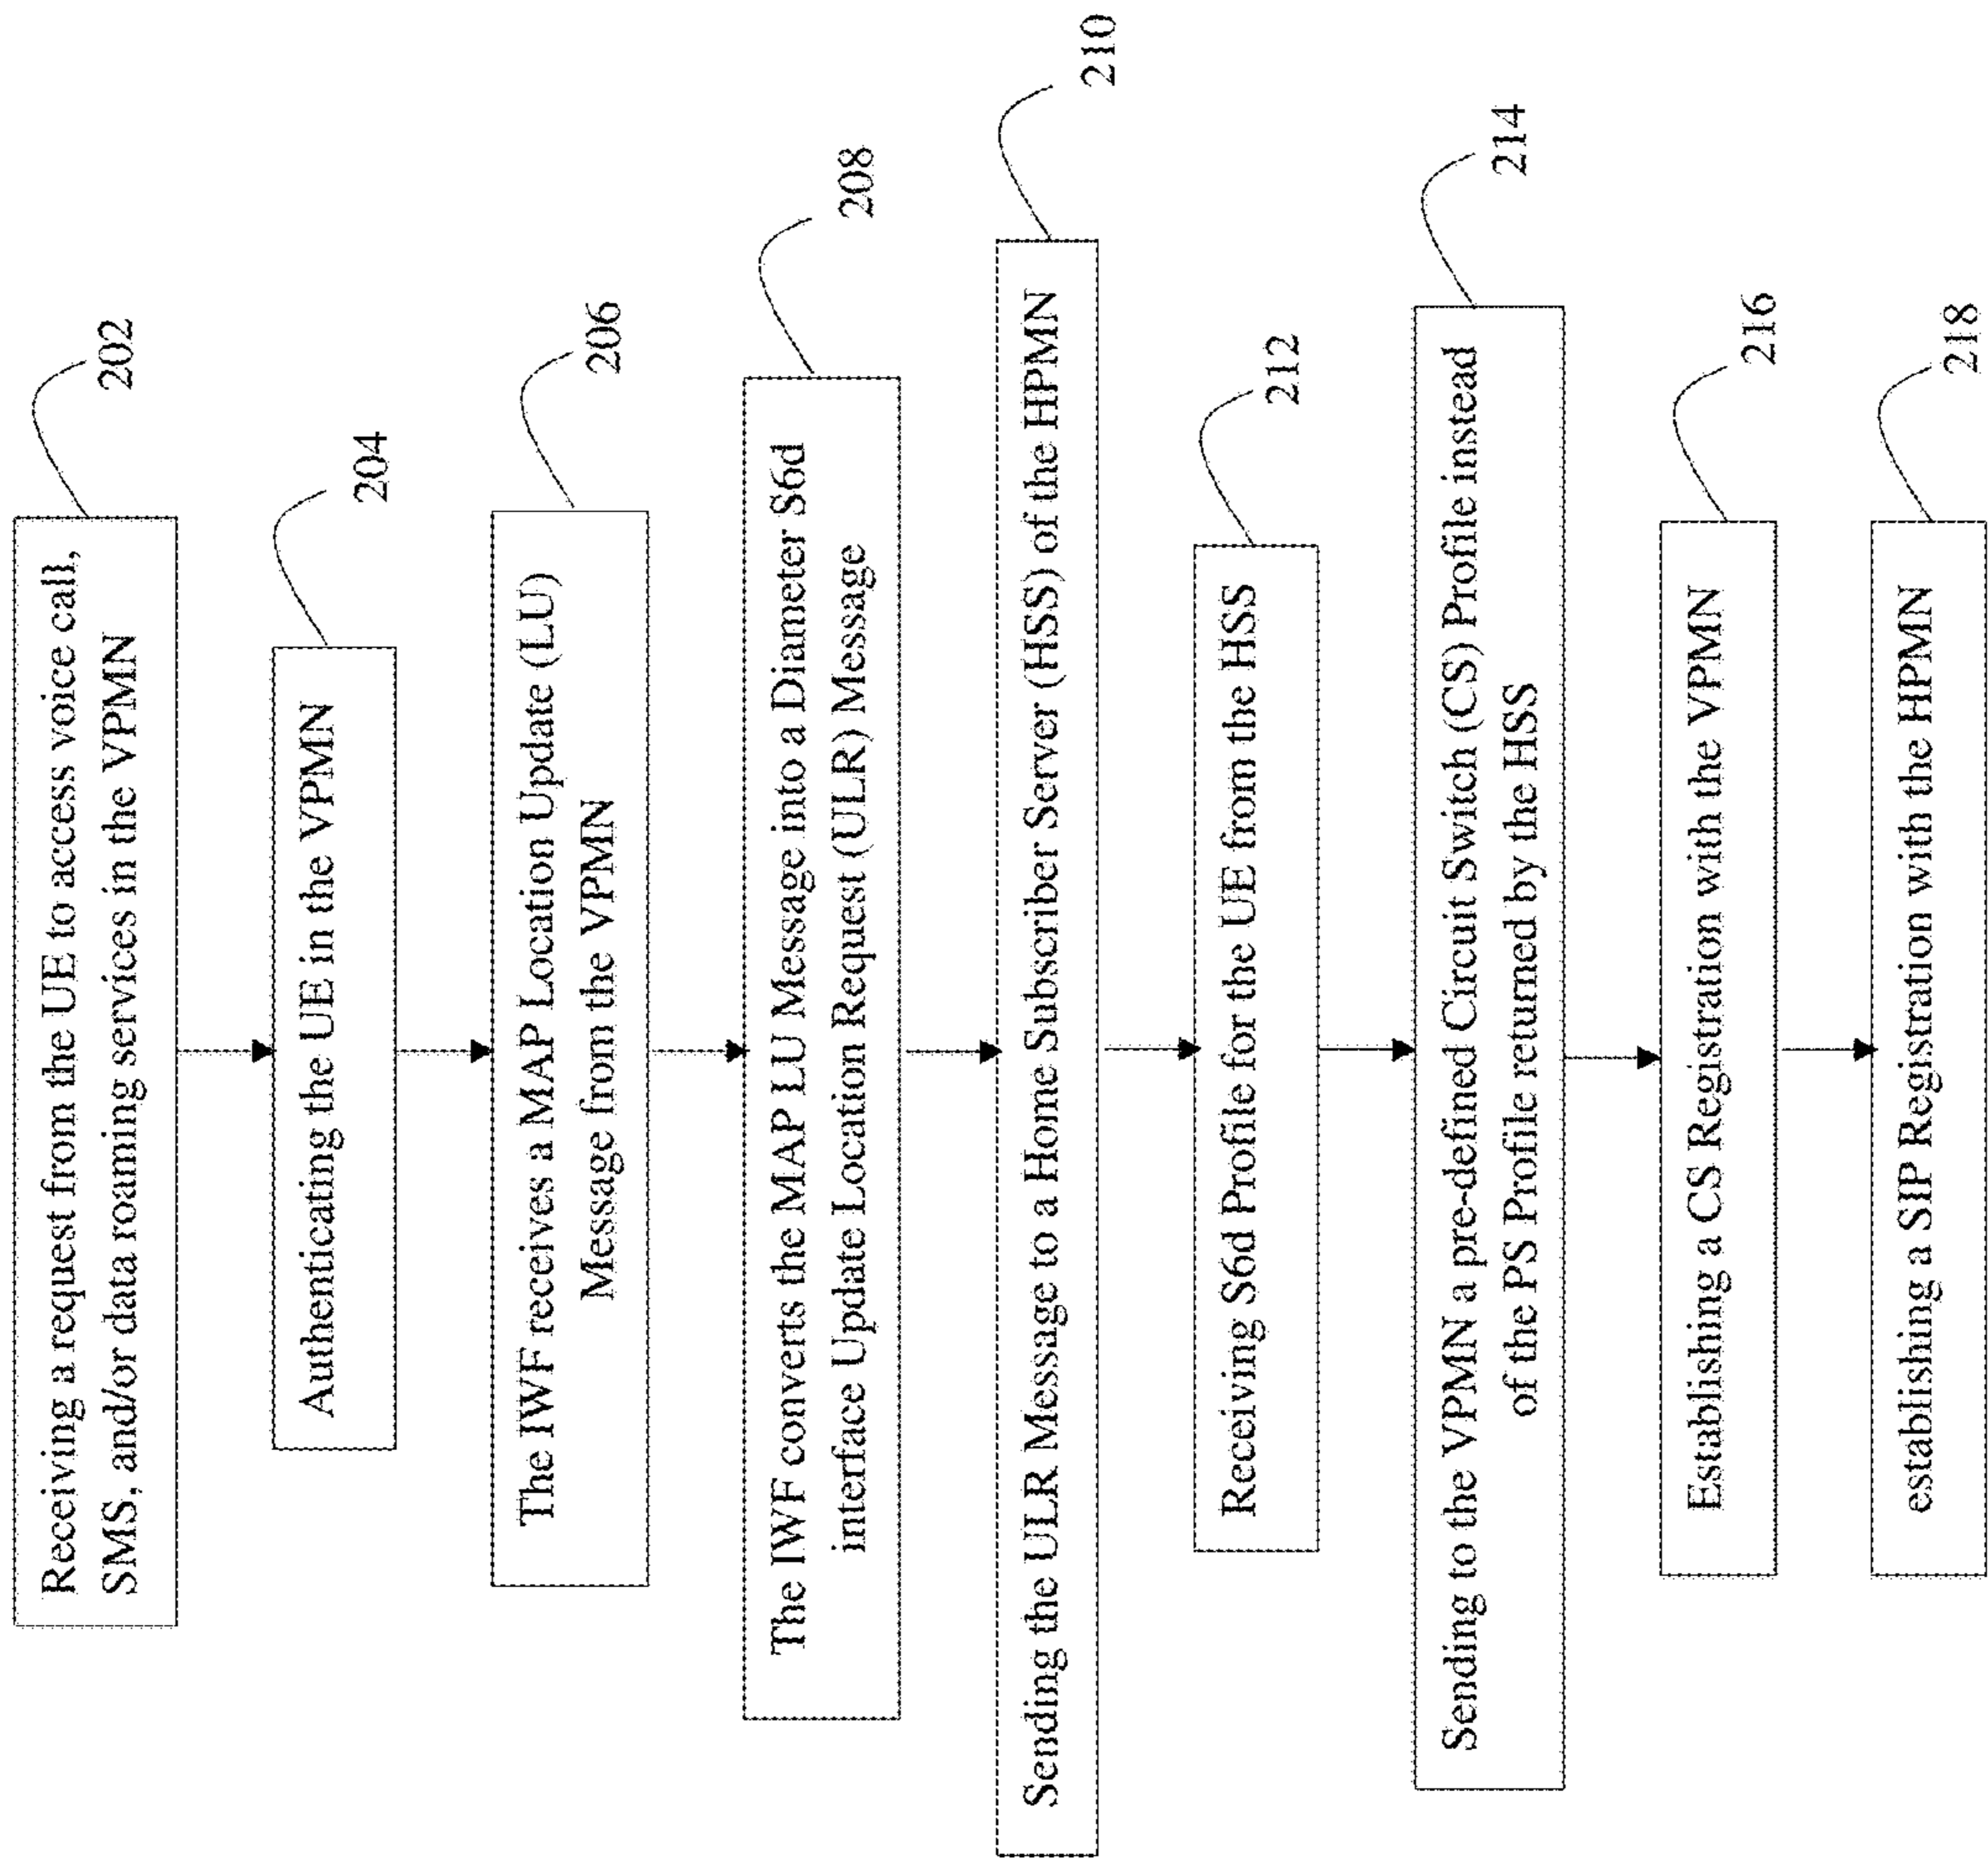 Receiving a request from the UE to access voice call,
SMS, and/or data roaming services in the VPMN
202
Authenticating the UE in the VPMN
204
The IWF receives a MAP Location Update (LU)
Message from the VPMN
206
The IWF converts the MAP LU Message into a Diameter S6d
interface Update Location Request (ULR) Message
208
Sending the ULR Message to a Home Subscriber Server (HSS) of the HPMN
210
Receiving S6d Profile for the UE from the HSS
212
Sending to the VPMN a pre-defined Circuit Switch (CS) Profile instead
of the PS Profile returned by the HSS
214
Establishing a CS Registration with the VPMN
216
establishing a SIP Registration with the HPMN
218